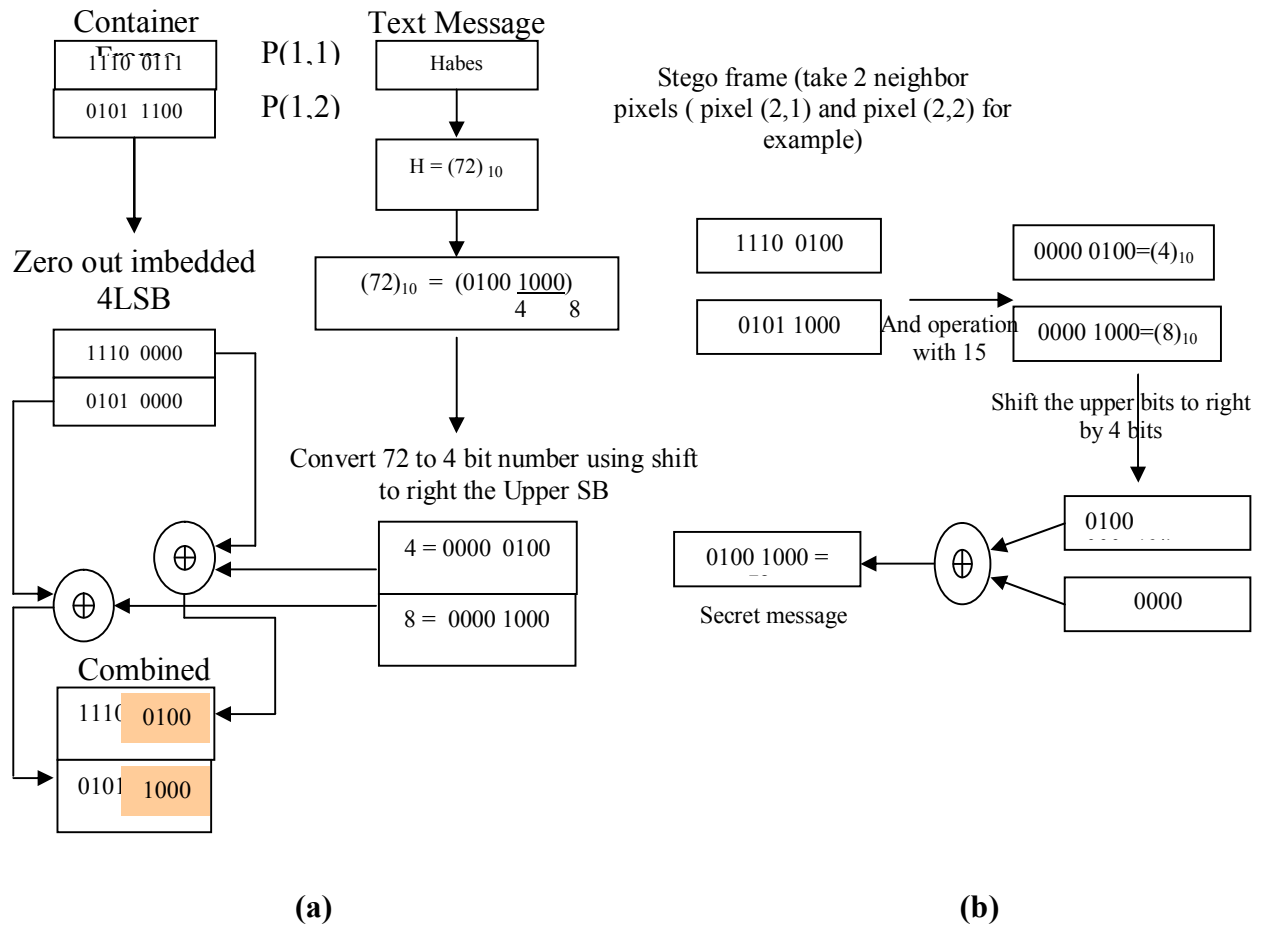 Container
1110 0111
0101 1100
P(1,1)
P(1,2)
Text Message
Habes
H = (72) 10
(72)10 = (0100 1000)
4 8
Zero out imbedded
4LSB
1110 0000
0101 0000
Convert 72 to 4 bit number using shift
to right the Upper SB
4 = 0000 0100
8 = 0000 1000
Combined
1110 0100
0101 1000
(a)
Stego frame (take 2 neighbor
pixels ( pixel (2,1) and pixel (2,2) for
example)
1110 0100
0101 1000
And operation
with 15
0000 0100=(4)10
0000 1000=(8)10
Shift the upper bits to right
by 4 bits
0100
0000
0100 1000 =
Secret message
(b)